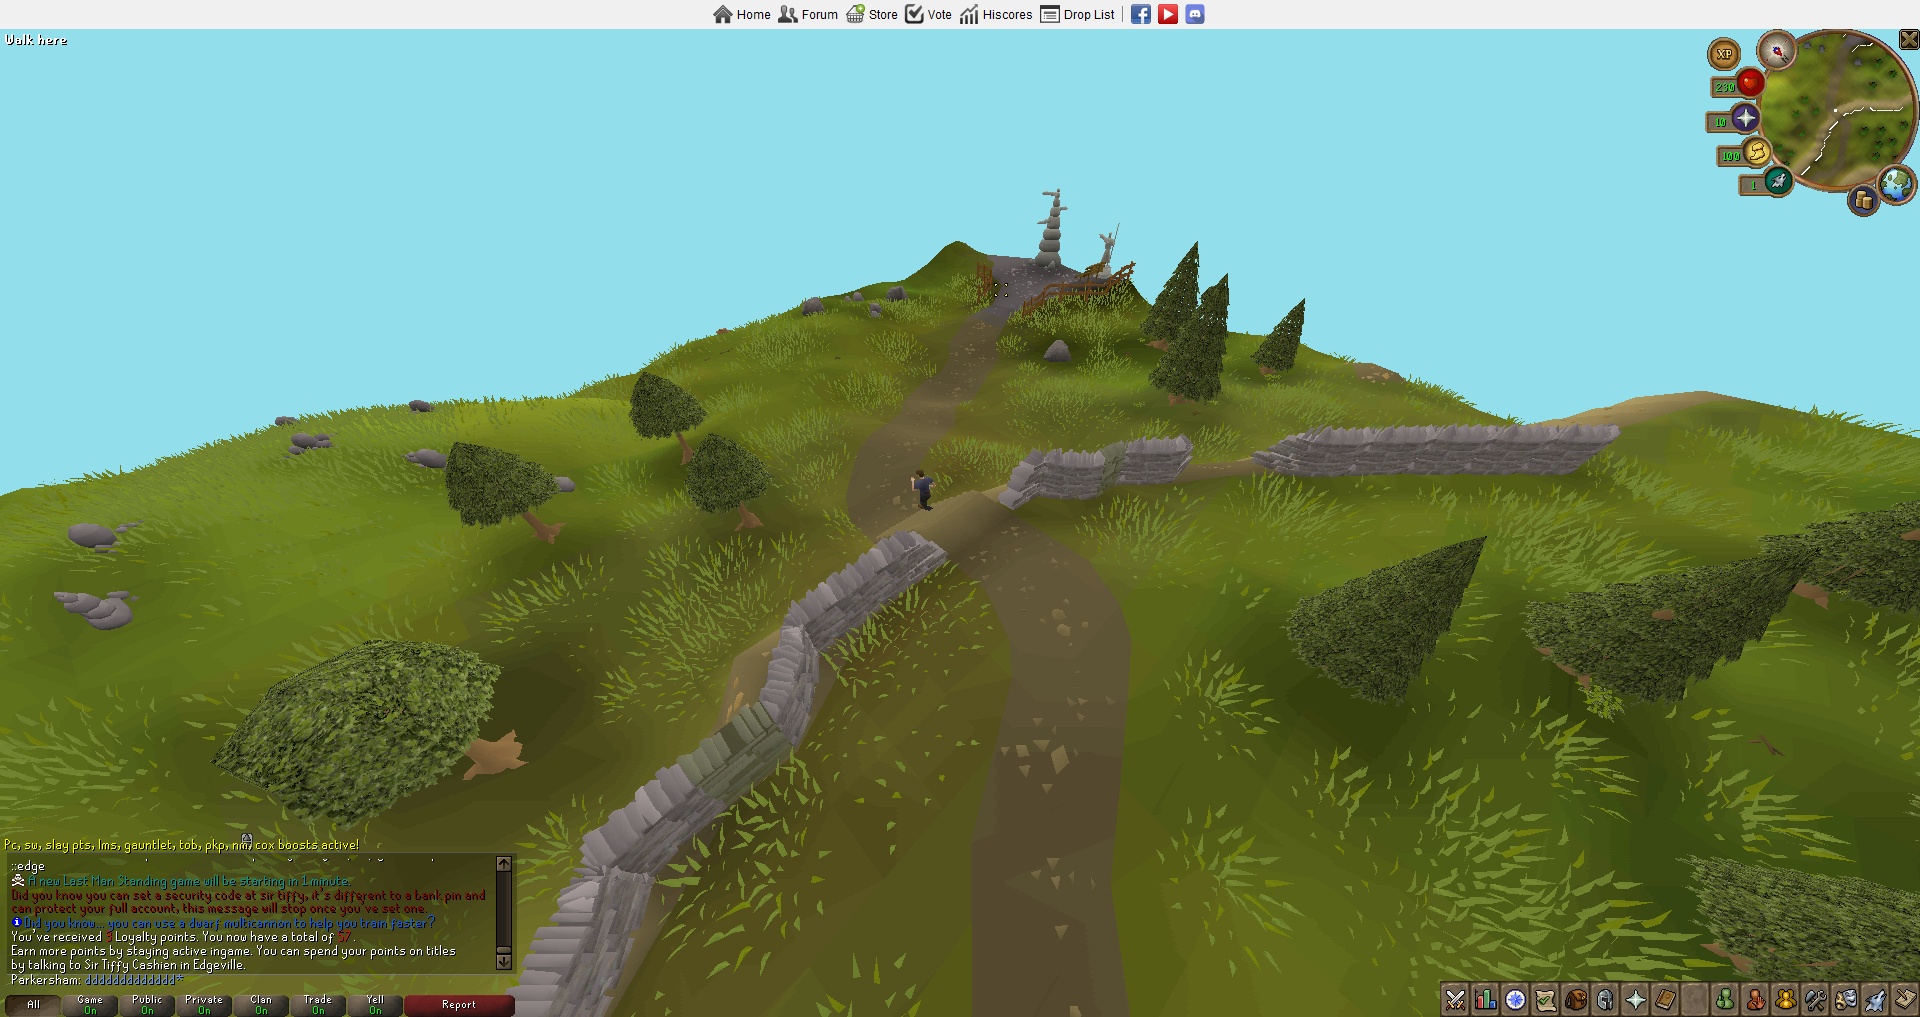 Home Forum Store Vote Hiscores Drop List
Walk here
XP
230
10
100
1
Pc, sw, slay pts, lms, gauntlet, tob, pkp, nm, cox boosts active!
::edge
A new Last Man Standing game will be starting in 1 minute.
Did you know you can set a security code at sir tiffy, it's different to a bank pin and
can protect your full account, this message will stop once you've set one.
Did you know... you can use a dwarf multicannon to help you train faster?
You've received 3 Loyalty points. You now have a total of 57.
Earn more points by staying active ingame. You can spend your points on titles
by talking to Sir Tiffy Cashien in Edgeville.
Parkersham: ddddddddddddd*
All Game Public Private Clan Trade Yell Report
On On On On On On